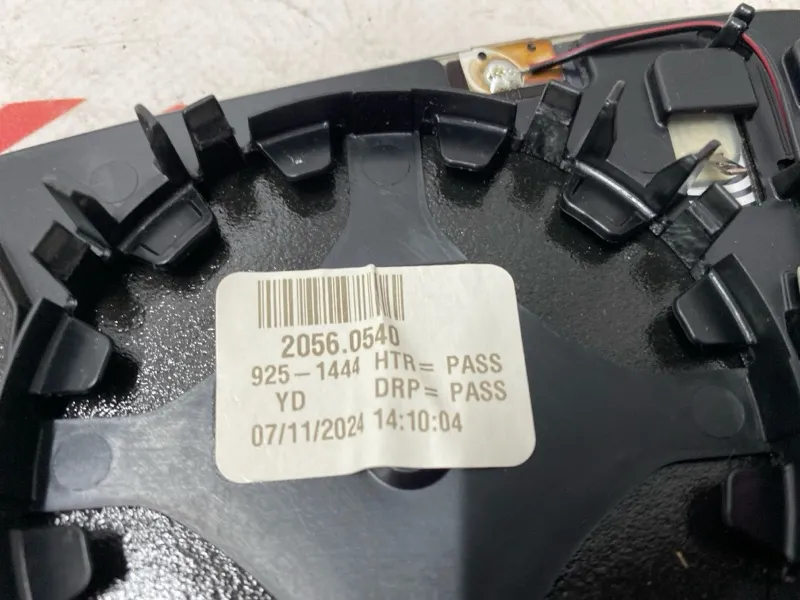 2056.0540
925-1444 HTR= PASS
YD DRP= PASS
07/11/2024 14:10:04